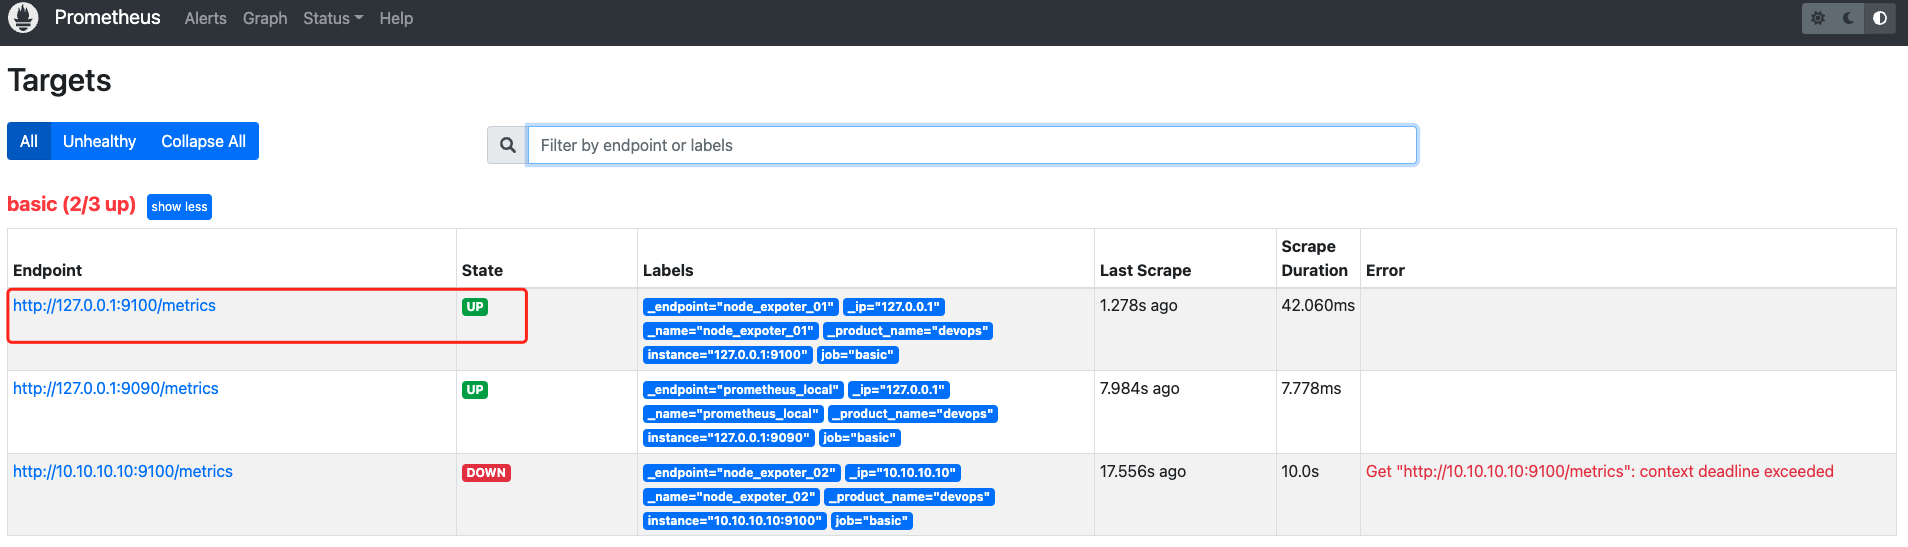 Prometheus Alerts Graph Status Help
Targets
All Unhealthy Collapse All
Filter by endpoint or labels
basic (2/3 up) show less
Endpoint State Labels Last Scrape Scrape Duration Error
http://127.0.0.1:9100/metrics UP _endpoint="node_expoter_01" _ip="127.0.0.1" 1.278s ago 42.060ms
_name="node_expoter_01" _product_name="devops"
instance="127.0.0.1:9100" job="basic"
http://127.0.0.1:9090/metrics UP _endpoint="prometheus_local" _ip="127.0.0.1" 7.984s ago 7.778ms
_name="prometheus_local" _product_name="devops"
instance="127.0.0.1:9090" job="basic"
http://10.10.10.10:9100/metrics DOWN _endpoint="node_expoter_02" _ip="10.10.10.10" 17.556s ago 10.0s Get "http://10.10.10.10:9100/metrics": context deadline exceeded
_name="node_expoter_02" _product_name="devops"
instance="10.10.10.10:9100" job="basic"